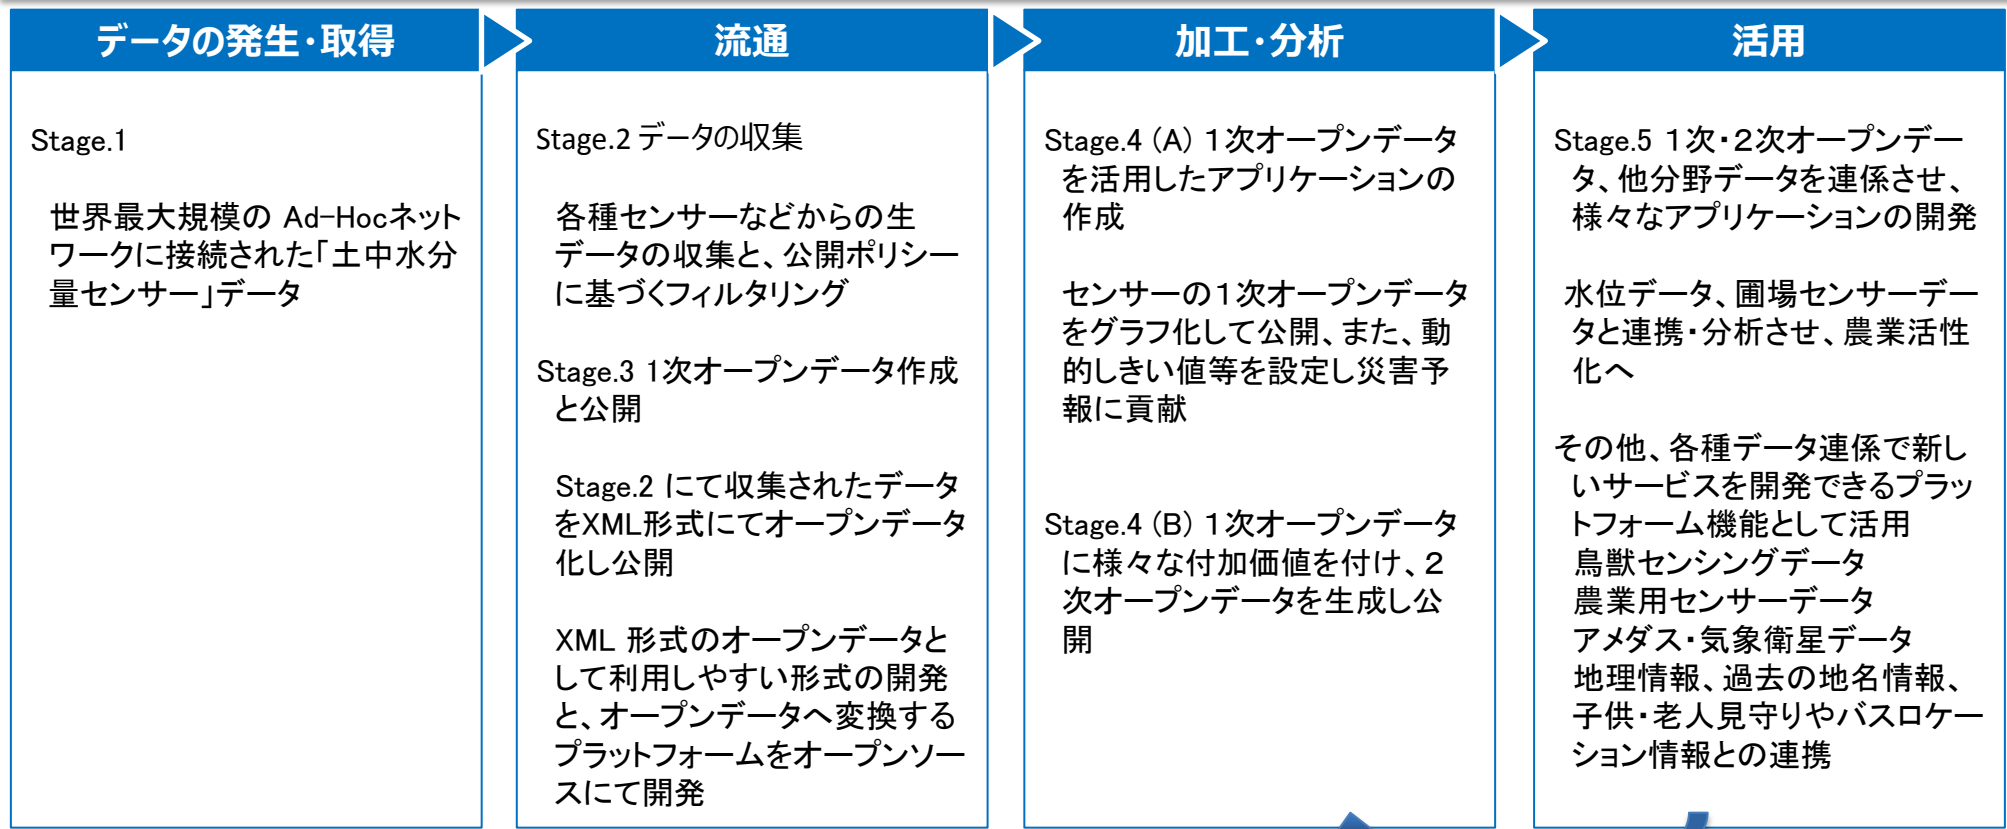 データの発生・取得
Stage.1
世界最大規模の Ad-Hocネット
ワークに接続された「土中水分
量センサー」データ
流通
Stage.2 データの収集
各種センサーなどからの生
データの収集と、公開ポリシー
に基づくフィルタリング
Stage.3 1次オープンデータ作成
と公開
Stage.2 にて収集されたデータ
をXML形式にてオープンデータ
化し公開
XML 形式のオープンデータと
して利用しやすい形式の開発
と、オープンデータへ変換する
プラットフォームをオープンソー
スにて開発
加工・分析
Stage.4 (A) １次オープンデータ
を活用したアプリケーションの
作成
センサーの１次オープンデータ
をグラフ化して公開、また、動
的しきい値等を設定し災害予
報に貢献
Stage.4 (B) １次オープンデータ
に様々な付加価値を付け、２
次オープンデータを生成し公
開
活用
Stage.5 １次・２次オープンデー
タ、他分野データを連係させ、
様々なアプリケーションの開発
水位データ、圃場センサーデー
タと連携・分析させ、農業活性
化へ
その他、各種データ連係で新し
いサービスを開発できるプラッ
トフォーム機能として活用
鳥獣センシングデータ
農業用センサーデータ
アメダス・気象衛星データ
地理情報、過去の地名情報、
子供・老人見守りやバスロケー
ション情報との連携